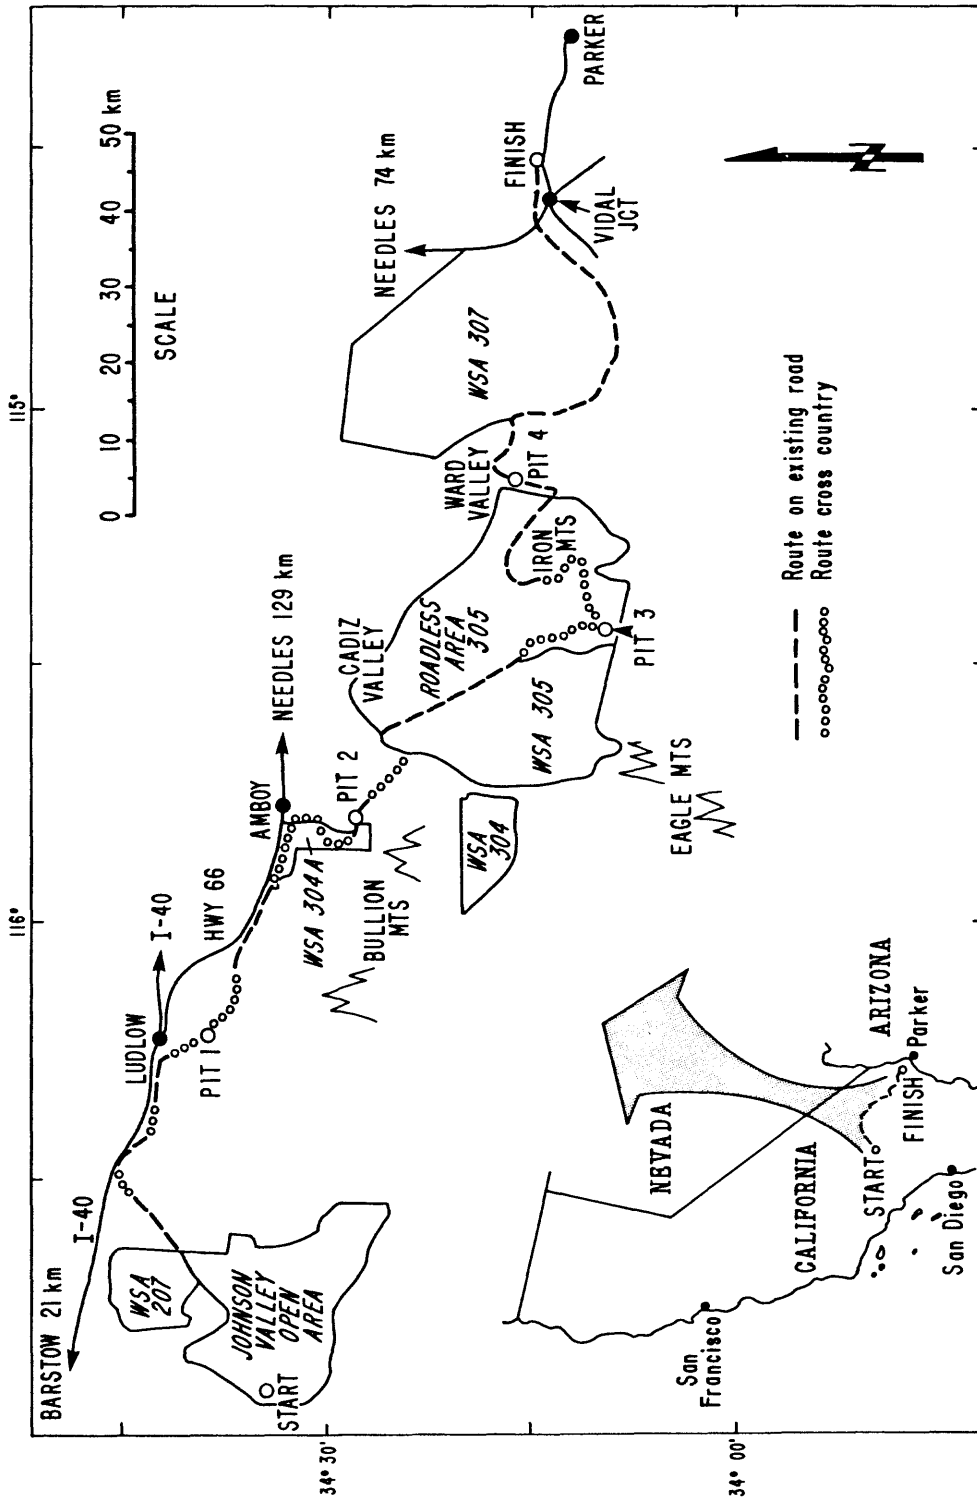 BARSTOW 21 km
I-40
LUDLOW
I-40
HWY 66
AMBOY
NEEDLES 129 km
0 10 20 30 40 50 km
SCALE
115°
116°
34° 30'
34° 00'
WSA
207
JOHNSON
VALLEY
OPEN
AREA
START
PIT 1
WSA 304A
BULLION
MTS
PIT 2
CADIZ
VALLEY
ROADLESS
AREA
305
WSA 305
WSA
304
EAGLE MTS
PIT 3
IRON
MTS
WARD
VALLEY
PIT 4
WSA 307
NEEDLES 74 km
FINISH
VIDAL
JCT
PARKER
N
Route on existing road
Route cross country
NEVADA
CALIFORNIA
ARIZONA
START
FINISH
Parker
San
Francisco
San Diego